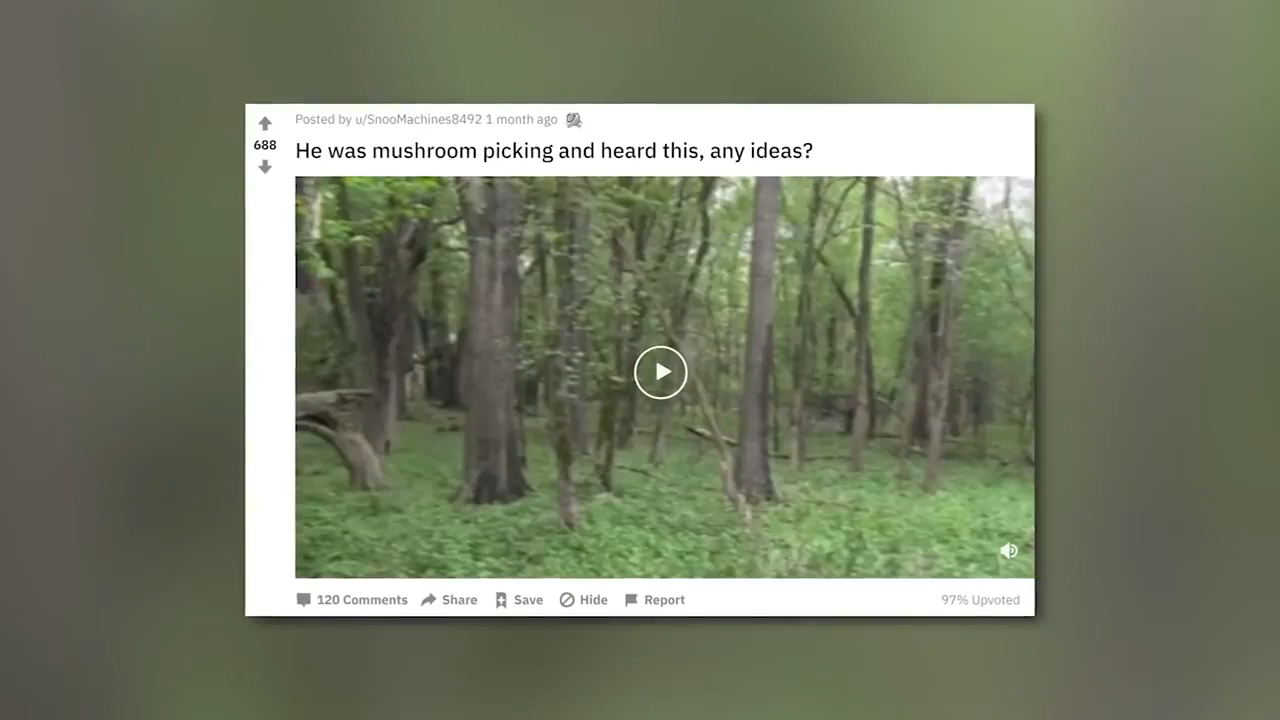 Posted by u/SnooMachines8492 1 month ago
688
He was mushroom picking and heard this, any ideas?
120 Comments Share Save Hide Report 97% Upvoted